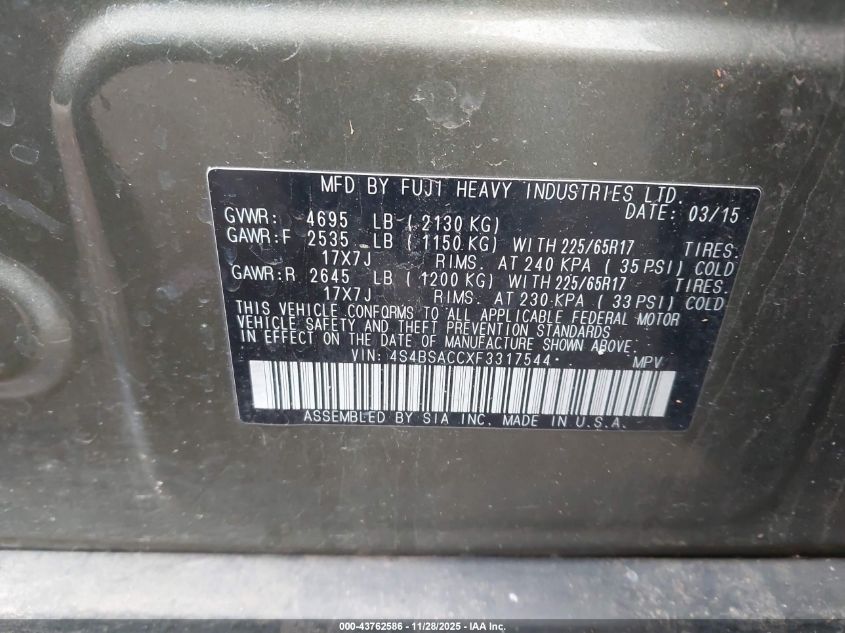 MFD BY FUJI HEAVY INDUSTRIES LTD.
DATE: 03/15
GVWR: 4695 LB ( 2130 KG)
GAWR:F 2535 LB ( 1150 KG) WITH 225/65R17 TIRES.
17X7J RIMS. AT 240 KPA ( 35 PSI) COLD
GAWR:R 2645 LB ( 1200 KG) WITH 225/65R17 TIRES.
17X7J RIMS. AT 230 KPA ( 33 PSI) COLD
THIS VEHICLE CONFORMS TO ALL APPLICABLE FEDERAL MOTOR
VEHICLE SAFETY AND THEFT PREVENTION STANDARDS
IN EFFECT ON THE DATE OF MANUFACTURE SHOWN ABOVE.
VIN: 4S4BSACCXF3317544* MPV
ASSEMBLED BY SIA INC. MADE IN U.S.A.
000-43762586 - 11/28/2025 - IAA Inc.